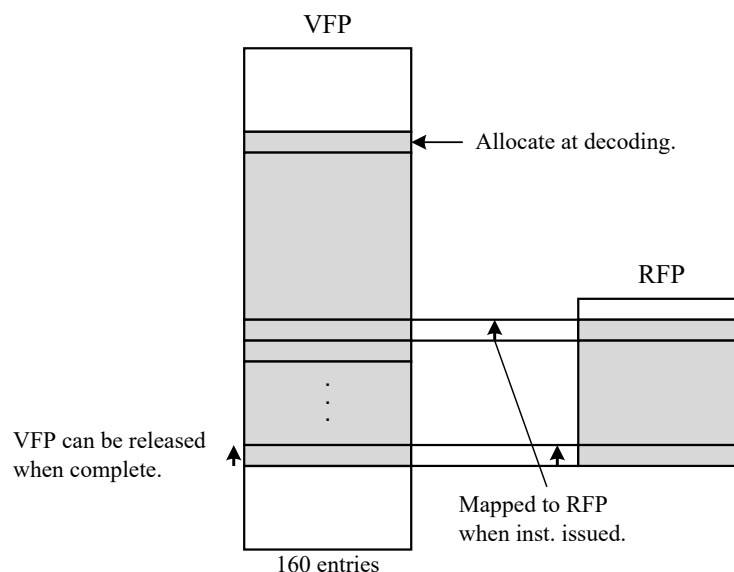 VFP
Allocate at decoding.
RFP
.
.
.
VFP can be released
when complete.
Mapped to RFP
when inst. issued.
160 entries